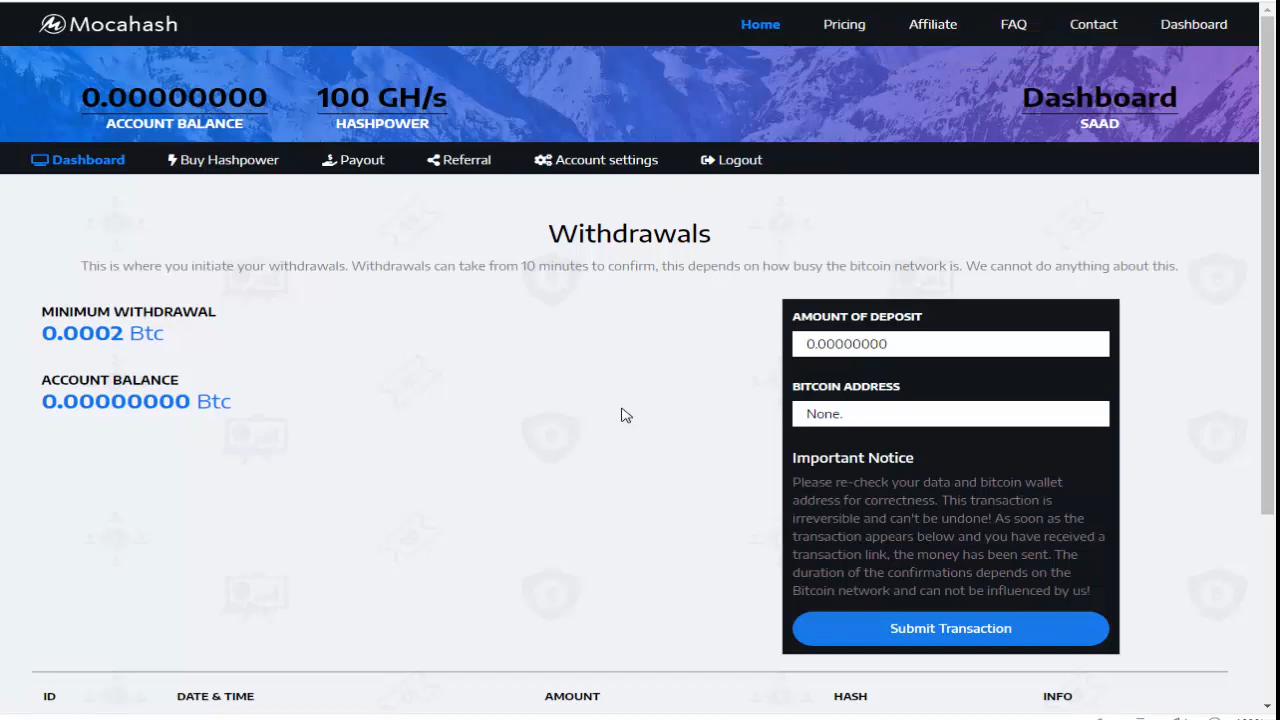 Mocahash
Home Pricing Affiliate FAQ Contact Dashboard
0.00000000 100 GH/s Dashboard
ACCOUNT BALANCE HASHPOWER SAAD
Dashboard Buy Hashpower Payout Referral Account settings Logout
Withdrawals
This is where you initiate your withdrawals. Withdrawals can take from 10 minutes to confirm, this depends on how busy the bitcoin network is. We cannot do anything about this.
MINIMUM WITHDRAWAL
0.0002 Btc
ACCOUNT BALANCE
0.00000000 Btc
AMOUNT OF DEPOSIT
0.00000000
BITCOIN ADDRESS
None.
Important Notice
Please re-check your data and bitcoin wallet
address for correctness. This transaction is
irreversible and can't be undone! As soon as the
transaction appears below and you have received a
transaction link, the money has been sent. The
duration of the confirmations depends on the
Bitcoin network and can not be influenced by us!
Submit Transaction
ID DATE & TIME AMOUNT HASH INFO